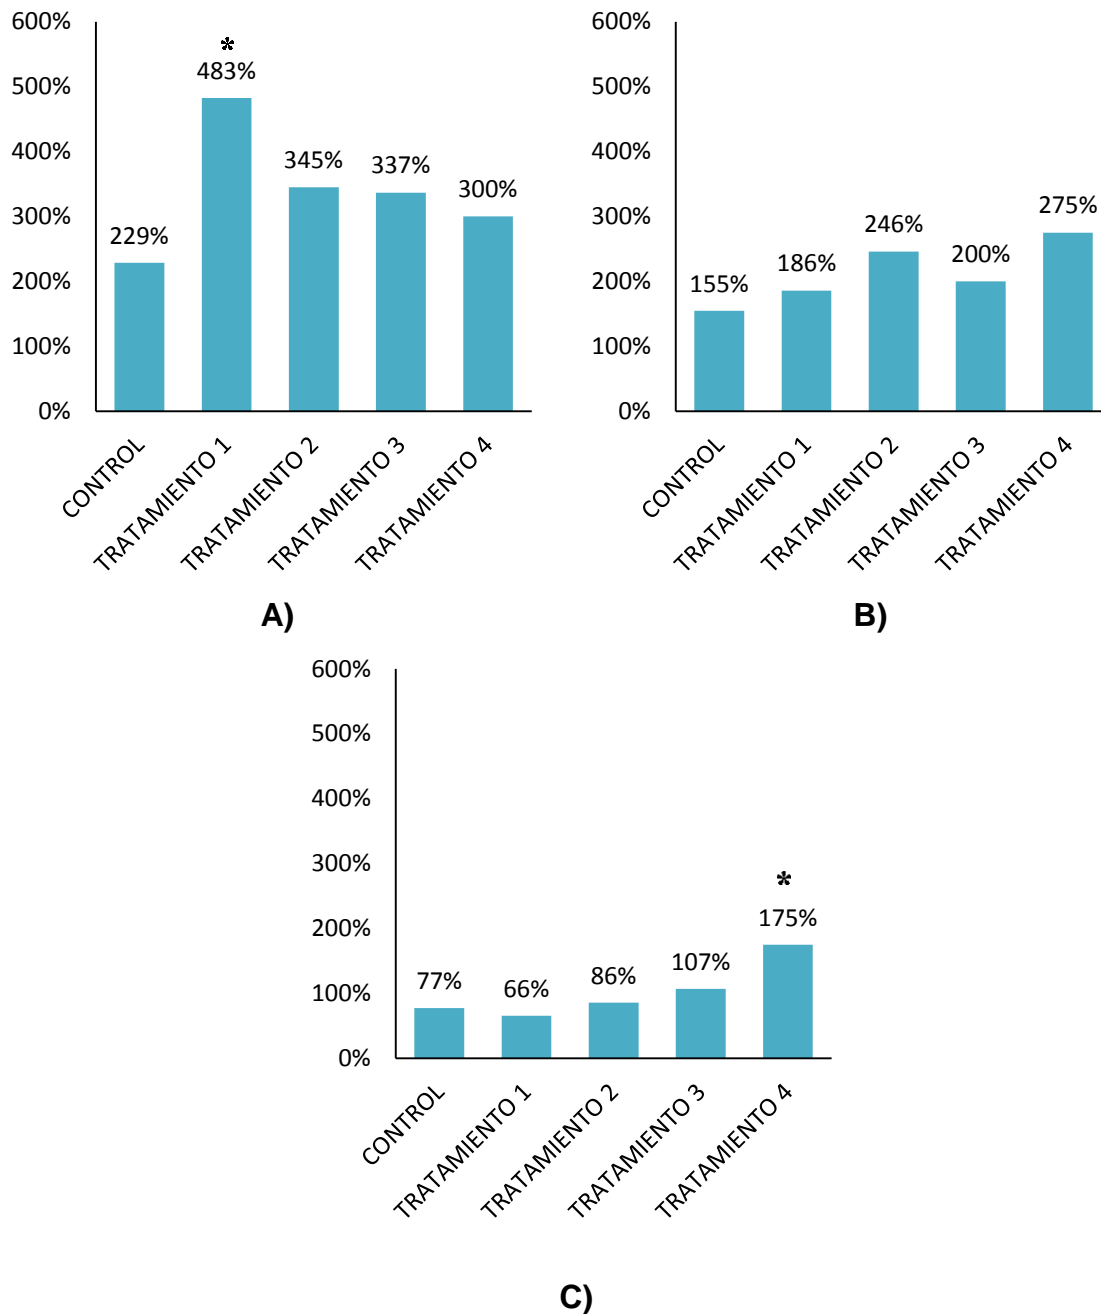 600%
500%
400%
300%
200%
100%
0%
*
483%
229%
345%
337%
300%
CONTROL
TRATAMIENTO 1
TRATAMIENTO 2
TRATAMIENTO 3
TRATAMIENTO 4
A)
600%
500%
400%
300%
200%
100%
0%
155%
186%
246%
200%
275%
CONTROL
TRATAMIENTO 1
TRATAMIENTO 2
TRATAMIENTO 3
TRATAMIENTO 4
B)
600%
500%
400%
300%
200%
100%
0%
77%
66%
86%
107%
*
175%
CONTROL
TRATAMIENTO 1
TRATAMIENTO 2
TRATAMIENTO 3
TRATAMIENTO 4
C)